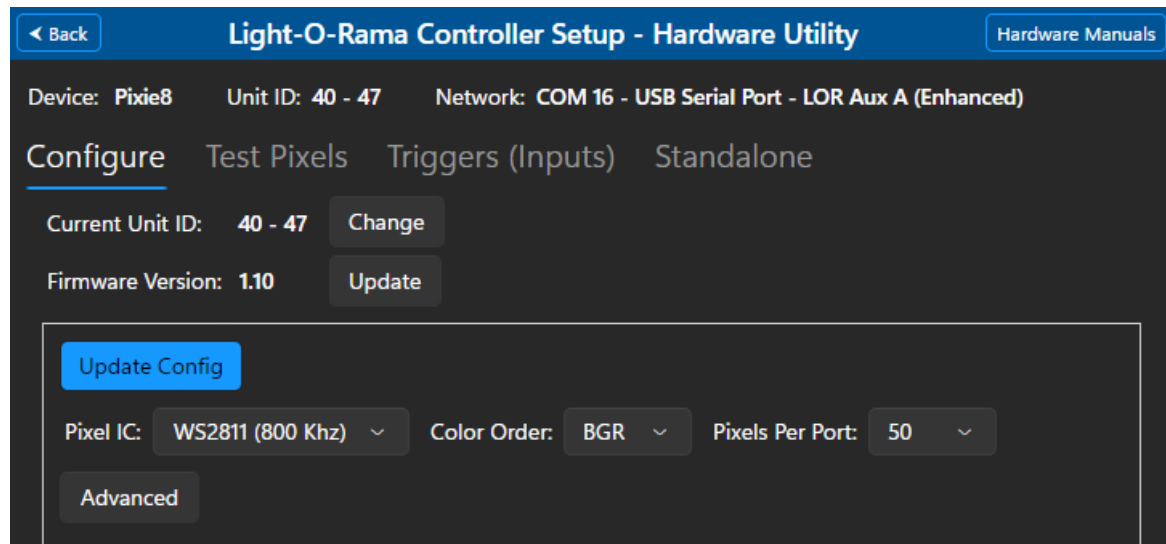 Back Light-O-Rama Controller Setup - Hardware Utility Hardware Manuals
Device: Pixie8 Unit ID: 40 - 47 Network: COM 16 - USB Serial Port - LOR Aux A (Enhanced)
Configure Test Pixels Triggers (Inputs) Standalone
Current Unit ID: 40 - 47 Change
Firmware Version: 1.10 Update
Update Config
Pixel IC: WS2811 (800 Khz) Color Order: BGR Pixels Per Port: 50
Advanced